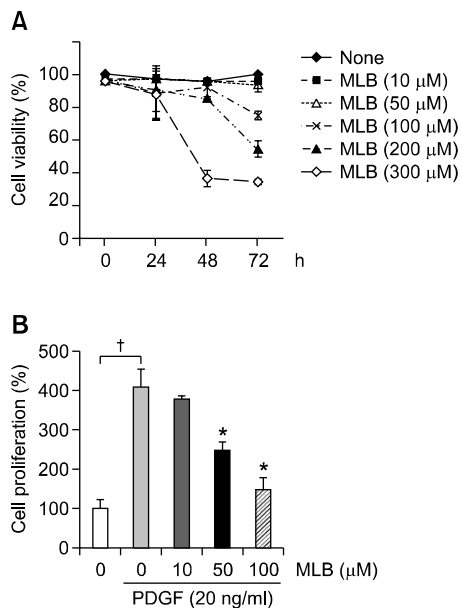 A
Cell viability (%)
120
100
80
60
40
20
0
0 24 48 72 h
None
MLB (10 µM)
MLB (50 µM)
MLB (100 µM)
MLB (200 µM)
MLB (300 µM)
B
Cell proliferation (%)
500
400
300
200
100
0
†
*
*
0 0 10 50 100 MLB (µM)
PDGF (20 ng/ml)